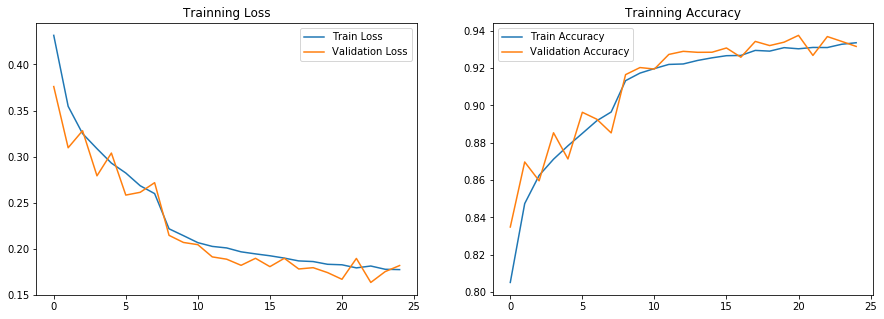 Trainning Loss
Train Loss
Validation Loss
0.40
0.35
0.30
0.25
0.20
0.15
0 5 10 15 20 25
Trainning Accuracy
Train Accuracy
Validation Accuracy
0.94
0.92
0.90
0.88
0.86
0.84
0.82
0.80
0 5 10 15 20 25